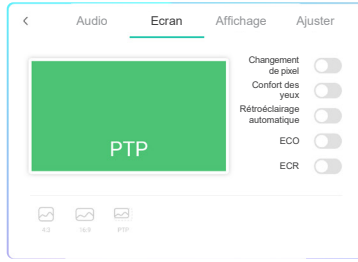 Audio Ecran Affichage Ajuster
Changement
de pixel
Confort des
yeux
Rétroéclairage
automatique
ECO
ECR
PTP
4:3 16:9 PTP